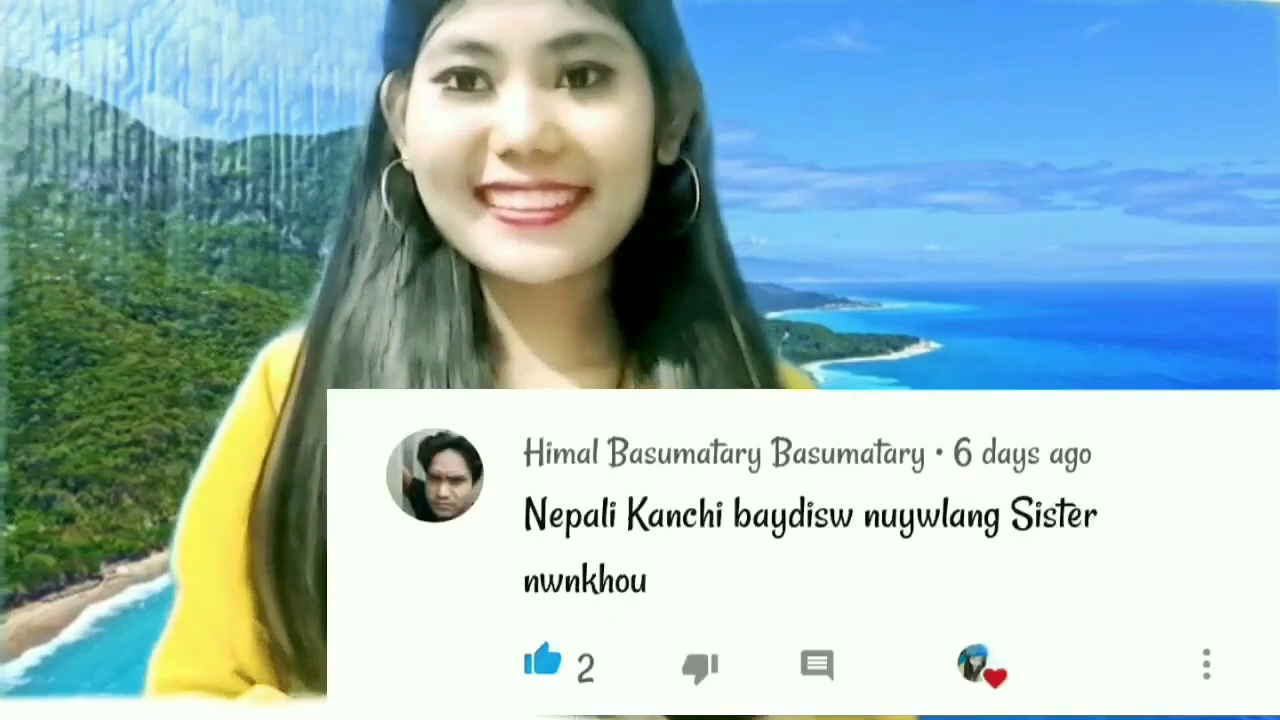 Himal Basumatary Basumatary • 6 days ago
Nepali Kanchi baydisw nuywlang Sister
nwnkhou
2